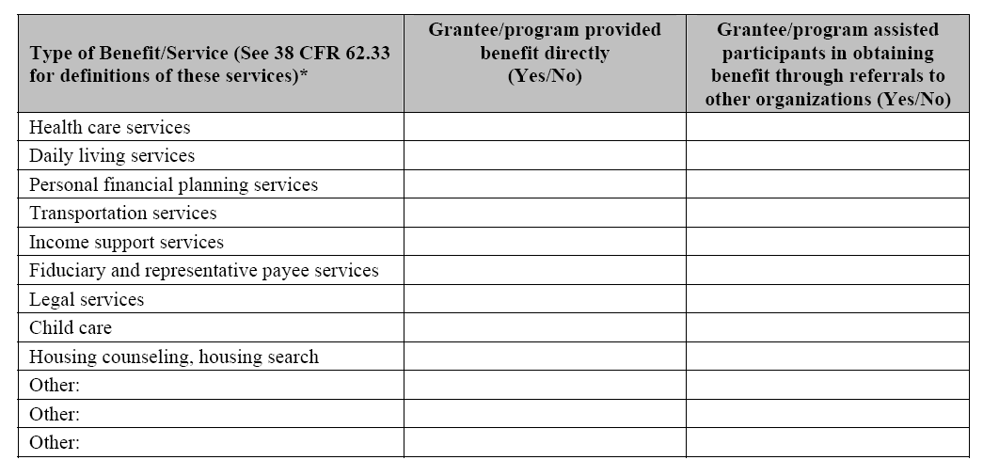 Type of Benefit/Service (See 38 CFR 62.33
for definitions of these services)*
Grantee/program provided
benefit directly
(Yes/No)
Grantee/program assisted
participants in obtaining
benefit through referrals to
other organizations (Yes/No)
Health care services
Daily living services
Personal financial planning services
Transportation services
Income support services
Fiduciary and representative payee services
Legal services
Child care
Housing counseling, housing search
Other:
Other:
Other: